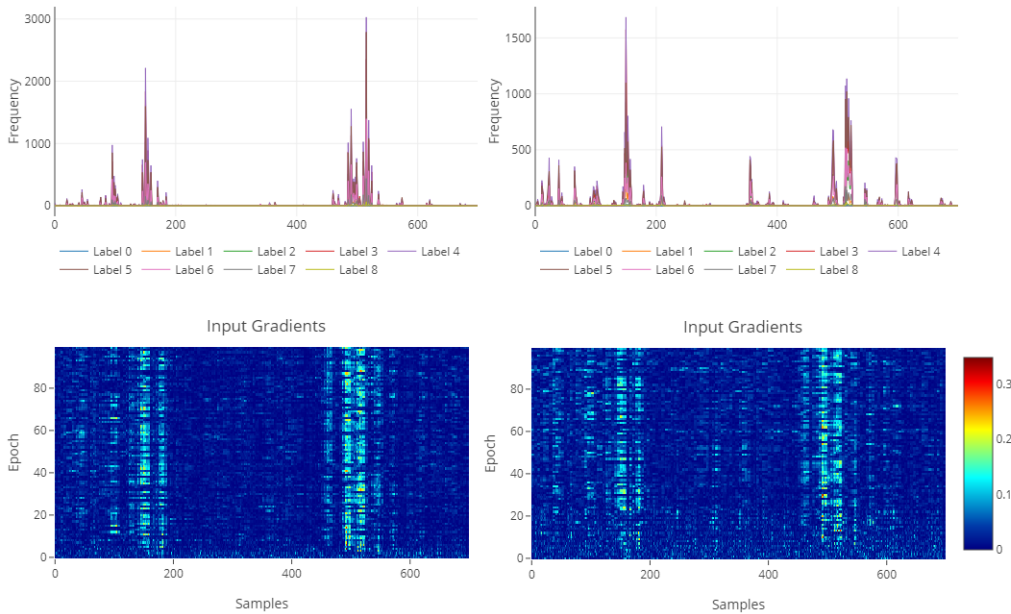 3000
2000
1000
0
Frequency
0 200 400 600
Label 0 Label 1 Label 2 Label 3 Label 4
Label 5 Label 6 Label 7 Label 8
1500
1000
500
0
Frequency
0 200 400 600
Label 0 Label 1 Label 2 Label 3 Label 4
Label 5 Label 6 Label 7 Label 8
Input Gradients
80
60
40
20
0
Epoch
0 200 400 600
Samples
Input Gradients
80
60
40
20
0
Epoch
0 200 400 600
Samples
0.3
0.2
0.1
0